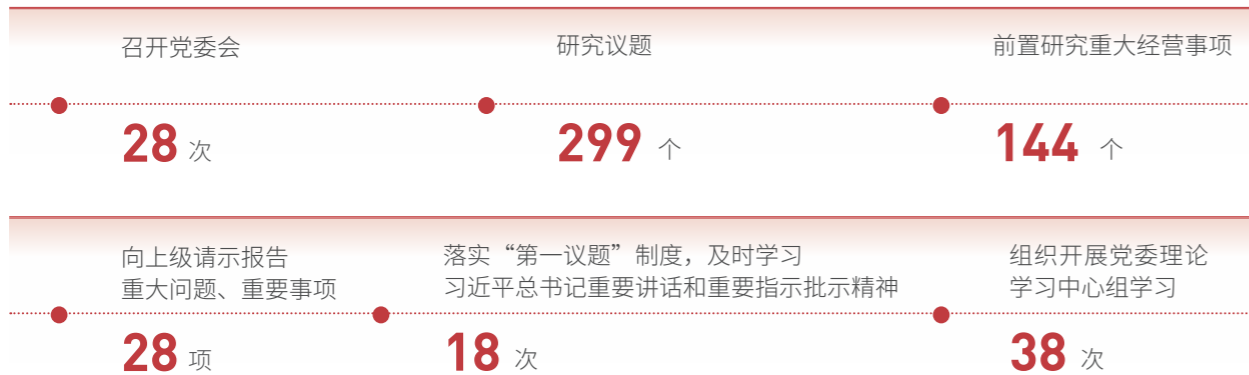 召开党委会
研究议题
前置研究重大经营事项
28 次
299 个
144 个
向上级请示报告
重大问题、重要事项
落实“第一议题”制度，及时学习
习近平总书记重要讲话和重要指示批示精神
组织开展党委理论
学习中心组学习
28 项
18 次
38 次